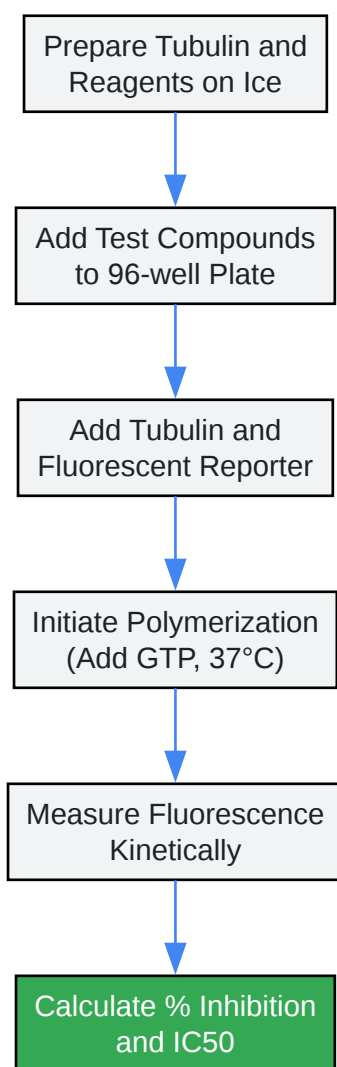 Prepare Tubulin and
Reagents on Ice
Add Test Compounds
to 96-well Plate
Add Tubulin and
Fluorescent Reporter
Initiate Polymerization
(Add GTP, 37°C)
Measure Fluorescence
Kinetically
Calculate % Inhibition
and IC50